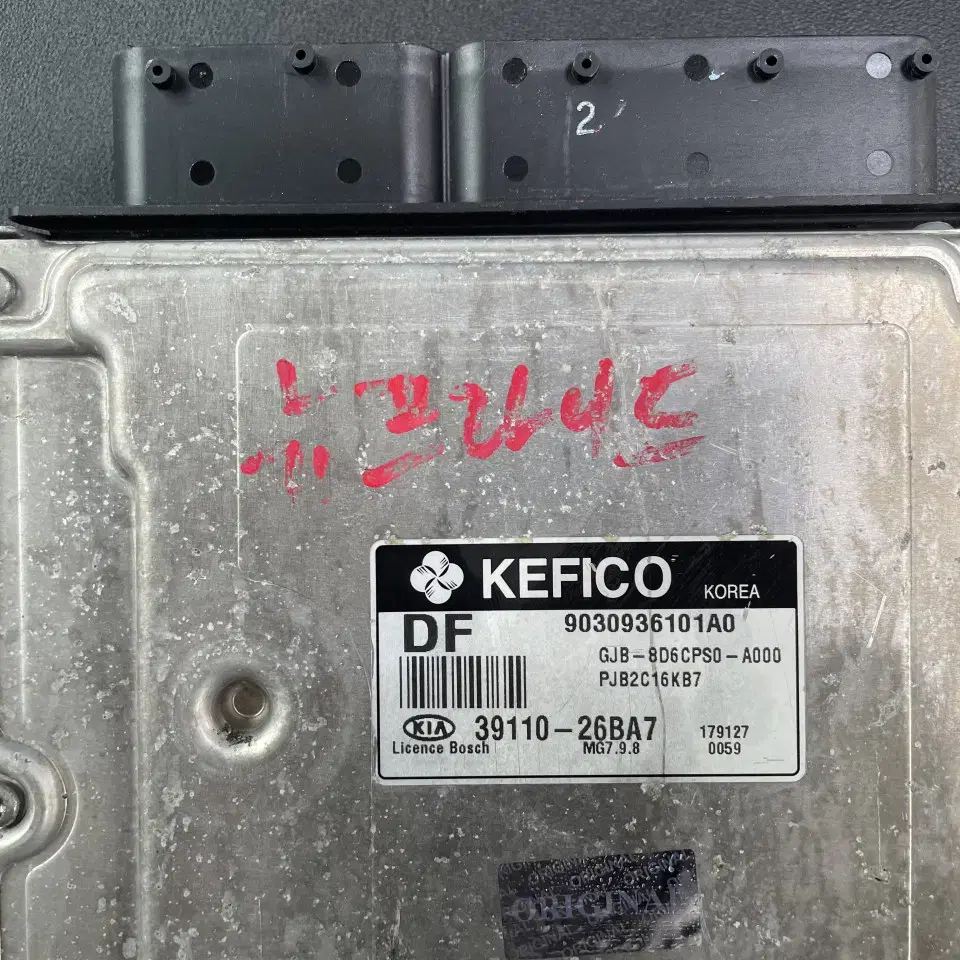 2
뉴프라이드
KEFICO KOREA
DF 9030936101A0
GJB-8D6CPS0-A000
PJB2C16KB7
KIA 39110-26BA7 179127
Licence Bosch MG7.9.8 0059
ORIGINAL
ORIGINAL